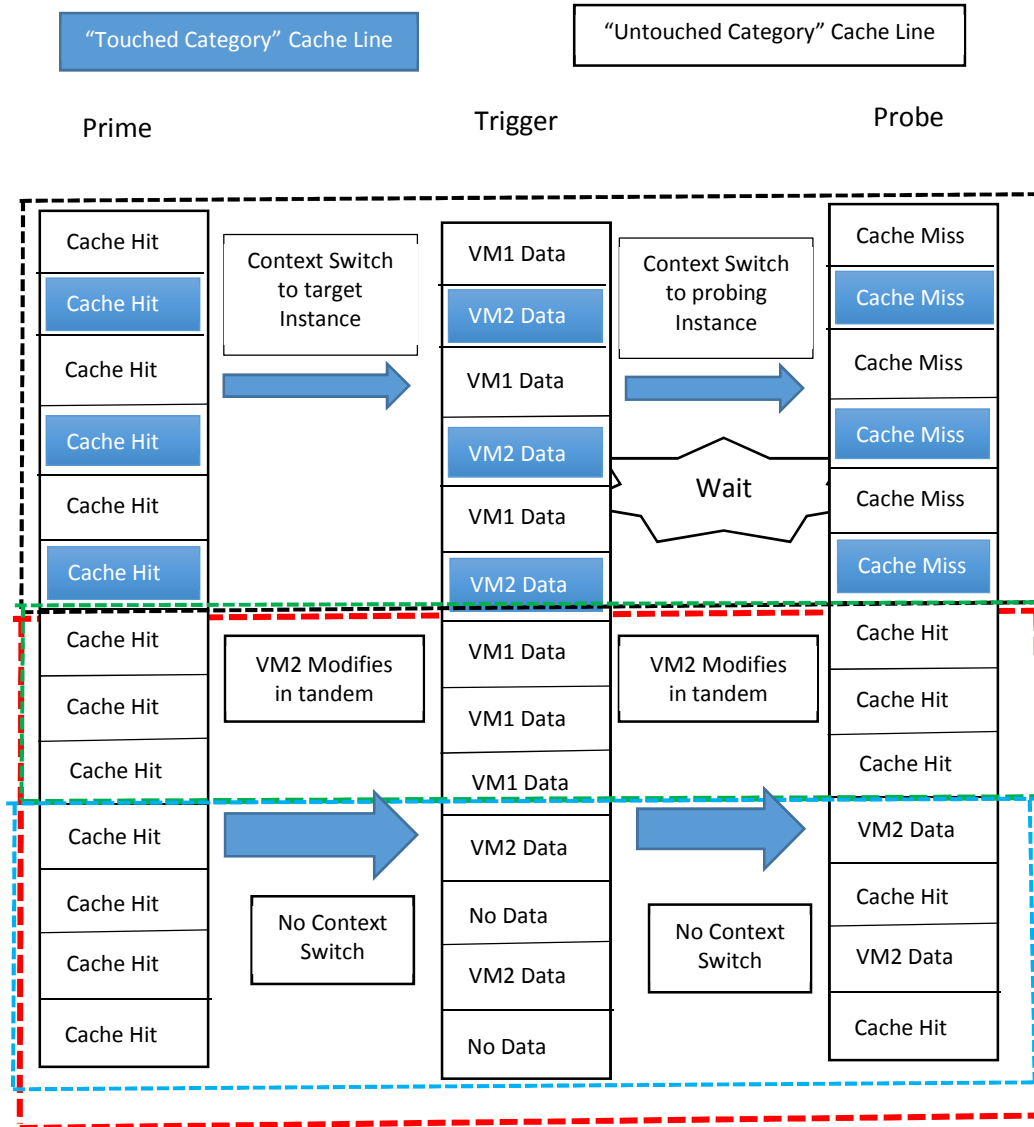 “Touched Category” Cache Line
“Untouched Category” Cache Line
Prime
Trigger
Probe
Cache Hit
Cache Hit
Cache Hit
Cache Hit
Cache Hit
Cache Hit
Cache Hit
Cache Hit
Cache Hit
Cache Hit
Cache Hit
Cache Hit
Cache Hit
Context Switch
to target
Instance
VM2 Modifies
in tandem
No Context
Switch
VM1 Data
VM2 Data
VM1 Data
VM2 Data
VM1 Data
VM2 Data
VM1 Data
VM1 Data
VM1 Data
VM2 Data
No Data
VM2 Data
No Data
Context Switch
to probing
Instance
Wait
VM2 Modifies
in tandem
No Context
Switch
Cache Miss
Cache Miss
Cache Miss
Cache Miss
Cache Miss
Cache Miss
Cache Hit
Cache Hit
Cache Hit
VM2 Data
Cache Hit
VM2 Data
Cache Hit